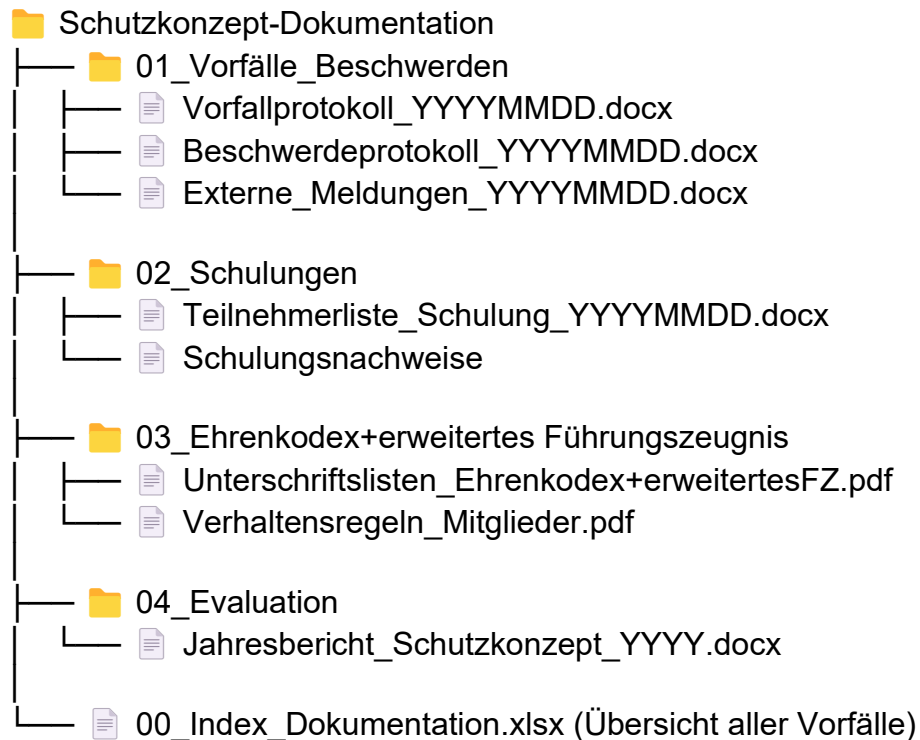 Schutzkonzept-Dokumentation
01_Vorfälle_Beschwerden
Vorfallprotokoll_YYYYMMDD.docx
Beschwerdeprotokoll_YYYYMMDD.docx
Externe_Meldungen_YYYYMMDD.docx
02_Schulungen
Teilnehmerliste_Schulung_YYYYMMDD.docx
Schulungsnachweise
03_Ehrenkodex+erweitertes Führungszeugnis
Unterschriftslisten_Ehrenkodex+erweitertesFZ.pdf
Verhaltensregeln_Mitglieder.pdf
04_Evaluation
Jahresbericht_Schutzkonzept_YYYY.docx
00_Index_Dokumentation.xlsx (Übersicht aller Vorfälle)